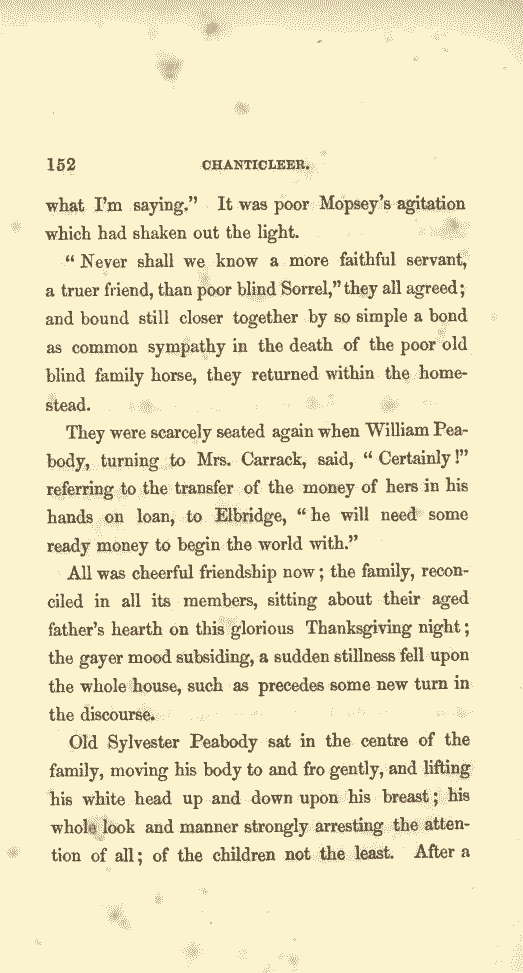 152 CHANTICLEER.
what I'm saying." It was poor Mopsey's agitation
which had shaken out the light.
" Never shall we know a more faithful servant,
a truer friend, than poor blind Sorrel," they all agreed;
and bound still closer together by so simple a bond
as common sympathy in the death of the poor old
blind family horse, they returned within the home-
stead.
They were scarcely seated again when William Pea-
body, turning to Mrs. Carrack, said, " Certainly !"
referring to the transfer of the money of hers in his
hands on loan, to Elbridge, " he will need some
ready money to begin the world with."
All was cheerful friendship now ; the family, recon-
ciled in all its members, sitting about their aged
father's hearth on this glorious Thanksgiving night ;
the gayer mood subsiding, a sudden stillness fell upon
the whole house, such as precedes some new turn in
the discourse.
Old Sylvester Peabody sat in the centre of the
family, moving his body to and fro gently, and lifting
his white head up and down upon his breast ; his
whole look and manner strongly arresting the atten-
tion of all ; of the children not the least. After a